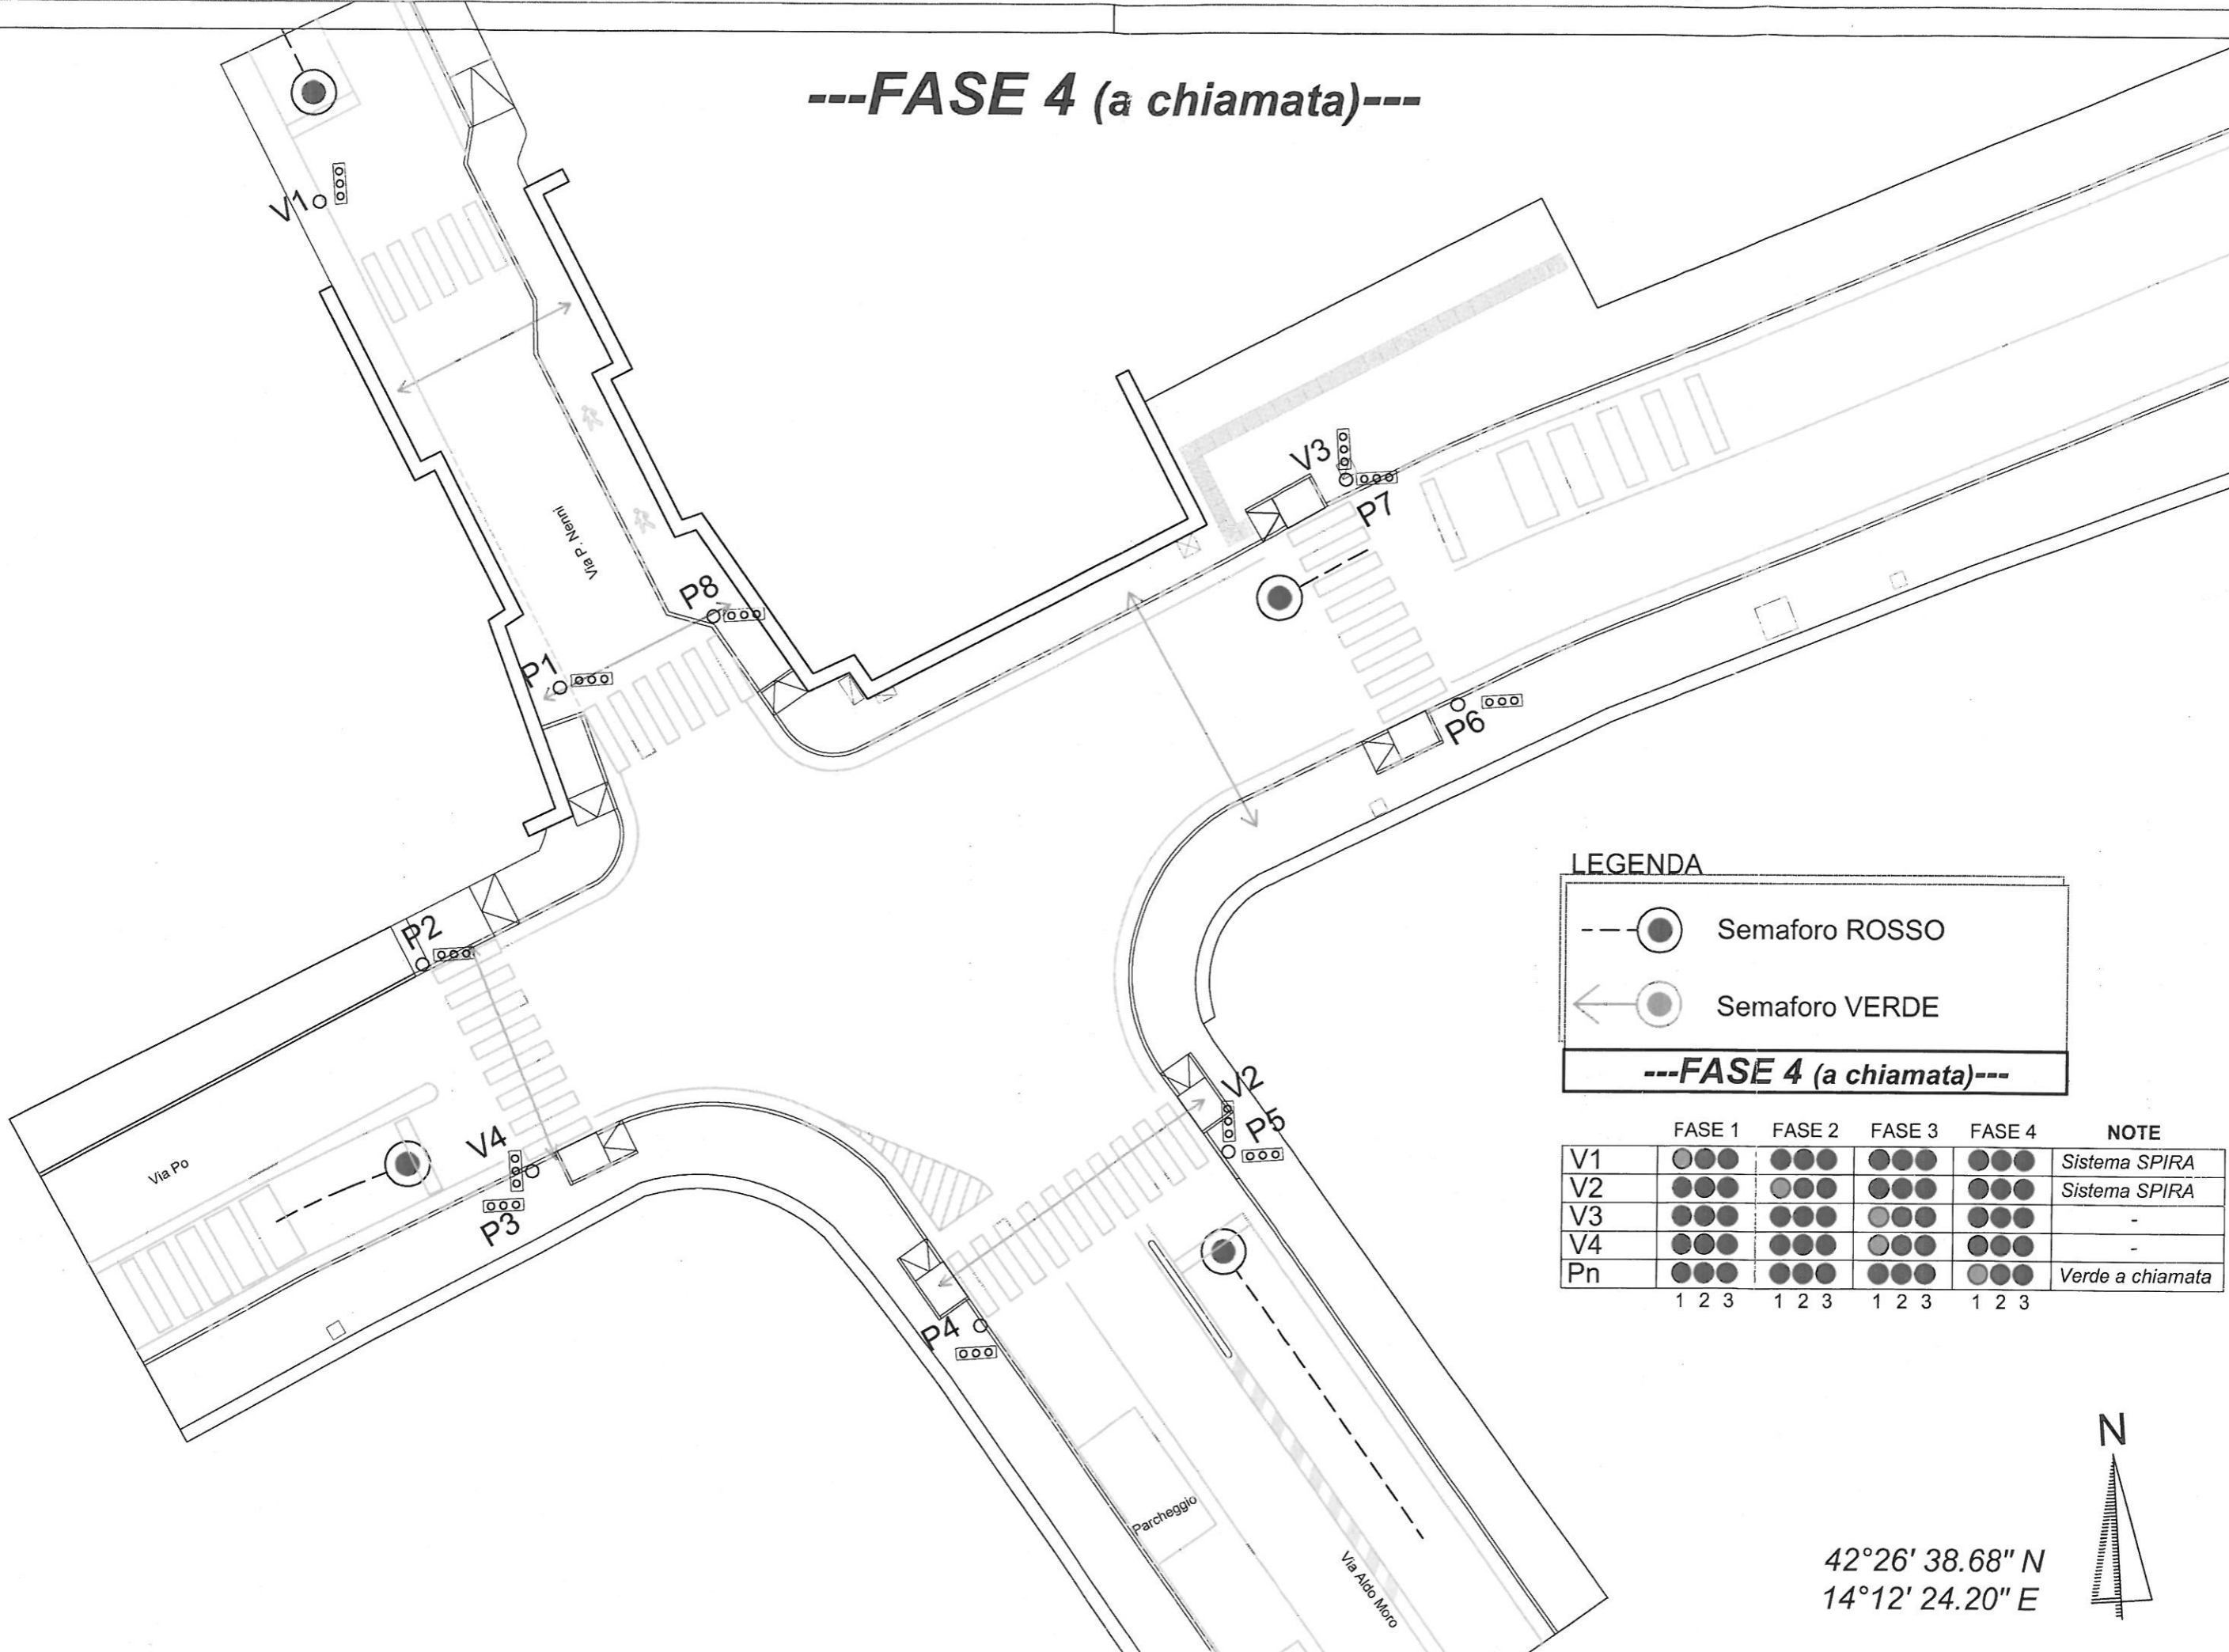 ---FASE 4 (a chiamata)---
V1
V3
P7
Via P. Nenni
P8
P1
P6
P2
LEGENDA
Semaforo ROSSO
Semaforo VERDE
---FASE 4 (a chiamata)---
V2
P5
V4
Via Po
P3
P4
FASE 1 FASE 2 FASE 3 FASE 4 NOTE
V1 Sistema SPIRA
V2 Sistema SPIRA
V3 -
V4 -
Pn Verde a chiamata
1 2 3 1 2 3 1 2 3 1 2 3
Parcheggio
Via Aldo Moro
N
42°26' 38.68" N
14°12' 24.20" E